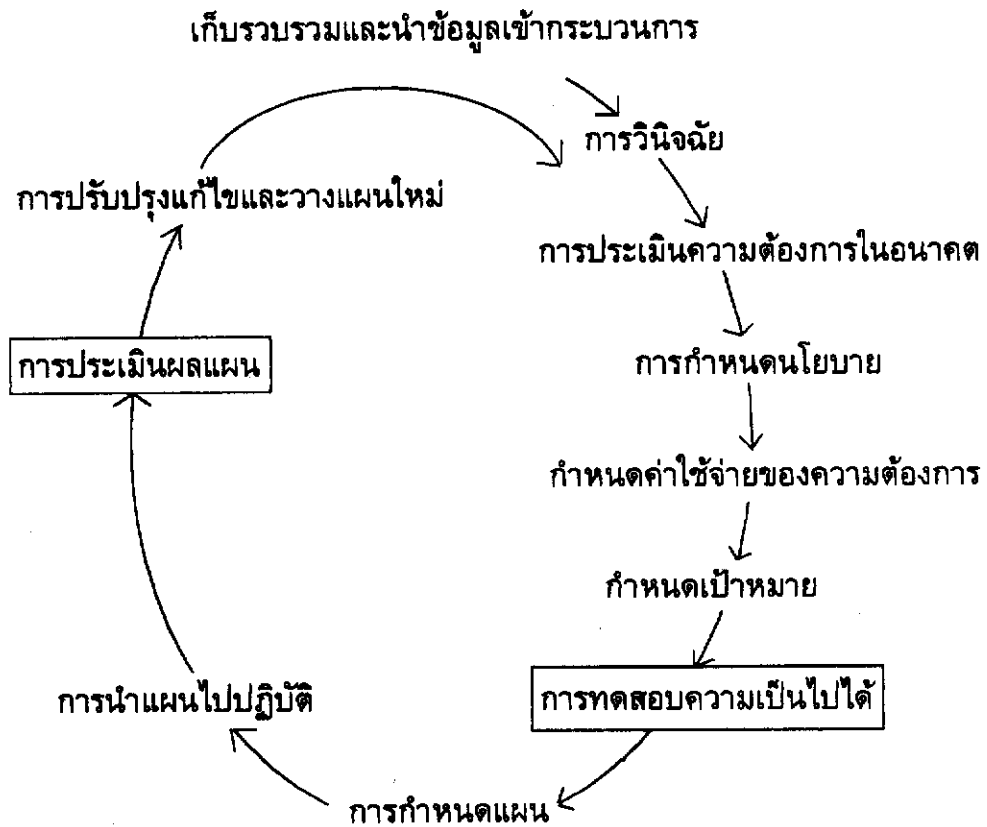 เก็บรวบรวมและนำข้อมูลเข้ากระบวนการ
การวินิจฉัย
การปรับปรุงแก้ไขและวางแผนใหม่
การประเมินความต้องการในอนาคต
การประเมินผลแผน
การกำหนดนโยบาย
กำหนดค่าใช้จ่ายของความต้องการ
กำหนดเป้าหมาย
การนำแผนไปปฏิบัติ
การทดสอบความเป็นไปได้
การกำหนดแผน